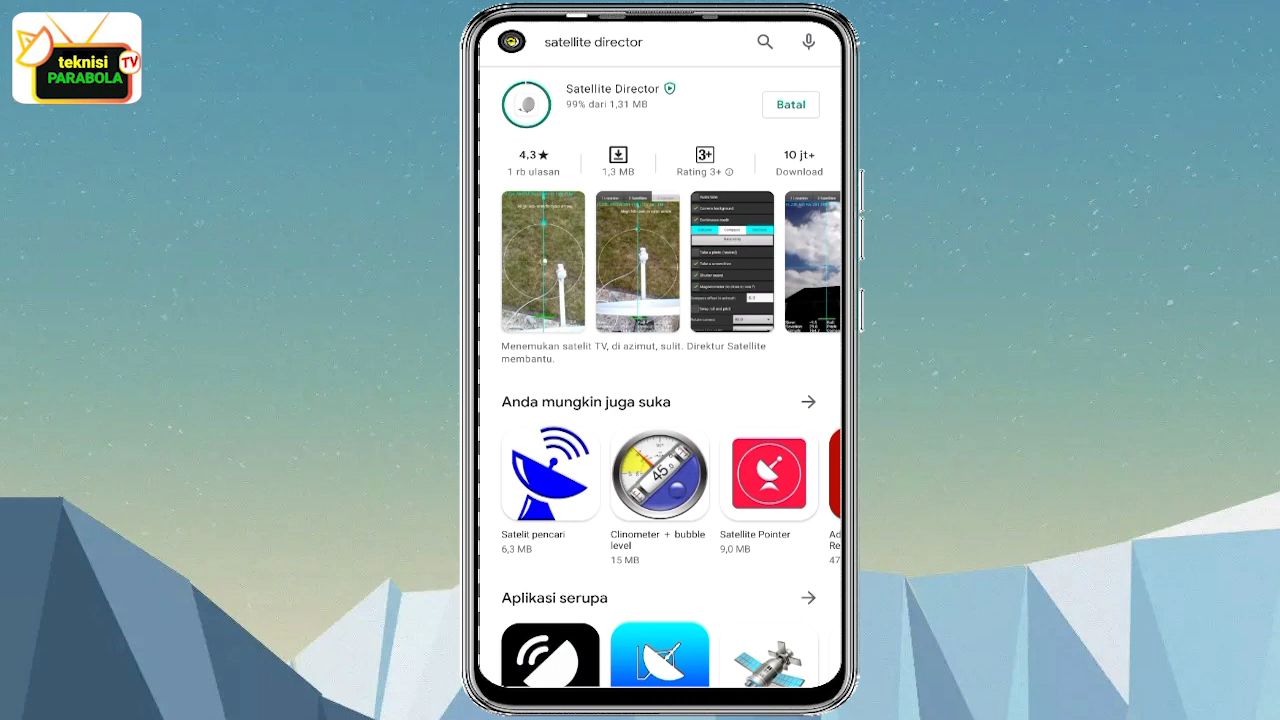 teknisi
TV
PARABOLA
satellite director
Satellite Director
99% dari 1,31 MB
Batal
4,3★
1 rb ulasan
1,3 MB
3+
Rating 3+
10 jt+
Download
Menemukan satelit TV, di azimut, sulit. Direktur Satellite
membantu.
Anda mungkin juga suka
45
Satelit pencari
6,3 MB
Clinometer + bubble
level
15 MB
Satellite Pointer
9,0 MB
Aplikasi serupa